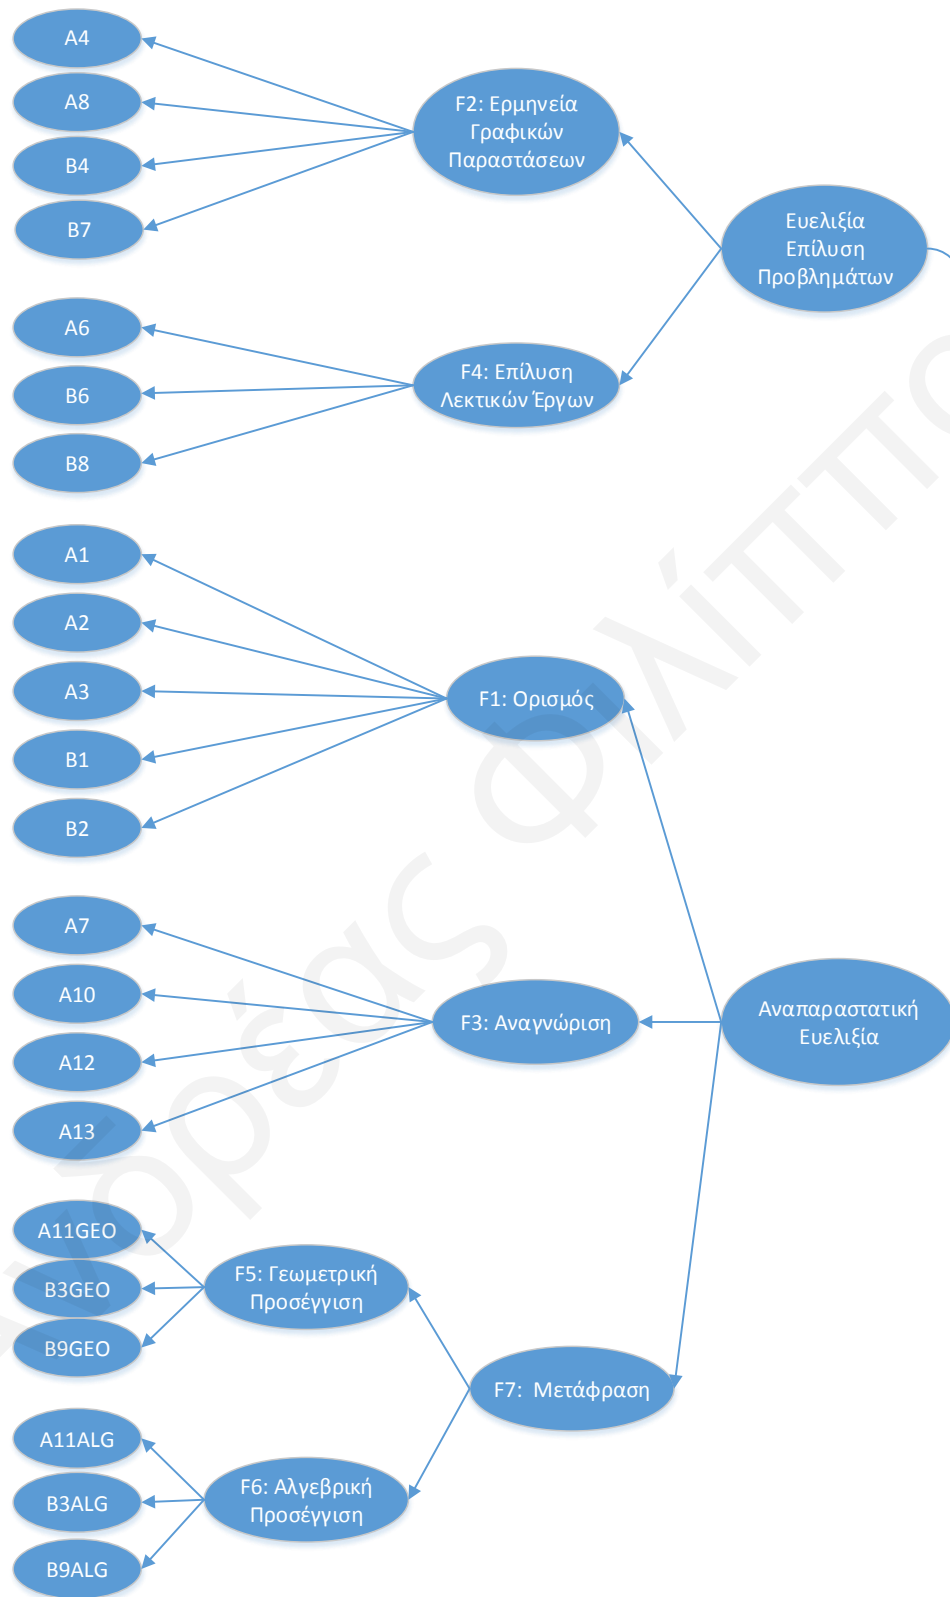 A4
A8
B4
B7
F2: Ερμηνεία
Γραφικών
Παραστάσεων
Ευελιξία
Επίλυση
Προβλημάτων
A6
B6
B8
F4: Επίλυση
Λεκτικών Έργων
A1
A2
A3
B1
B2
F1: Ορισμός
A7
A10
A12
A13
F3: Αναγνώριση
Αναπαραστατική
Ευελιξία
A11GEO
B3GEO
B9GEO
F5: Γεωμετρική
Προσέγγιση
F7: Μετάφραση
A11ALG
B3ALG
B9ALG
F6: Αλγεβρική
Προσέγγιση